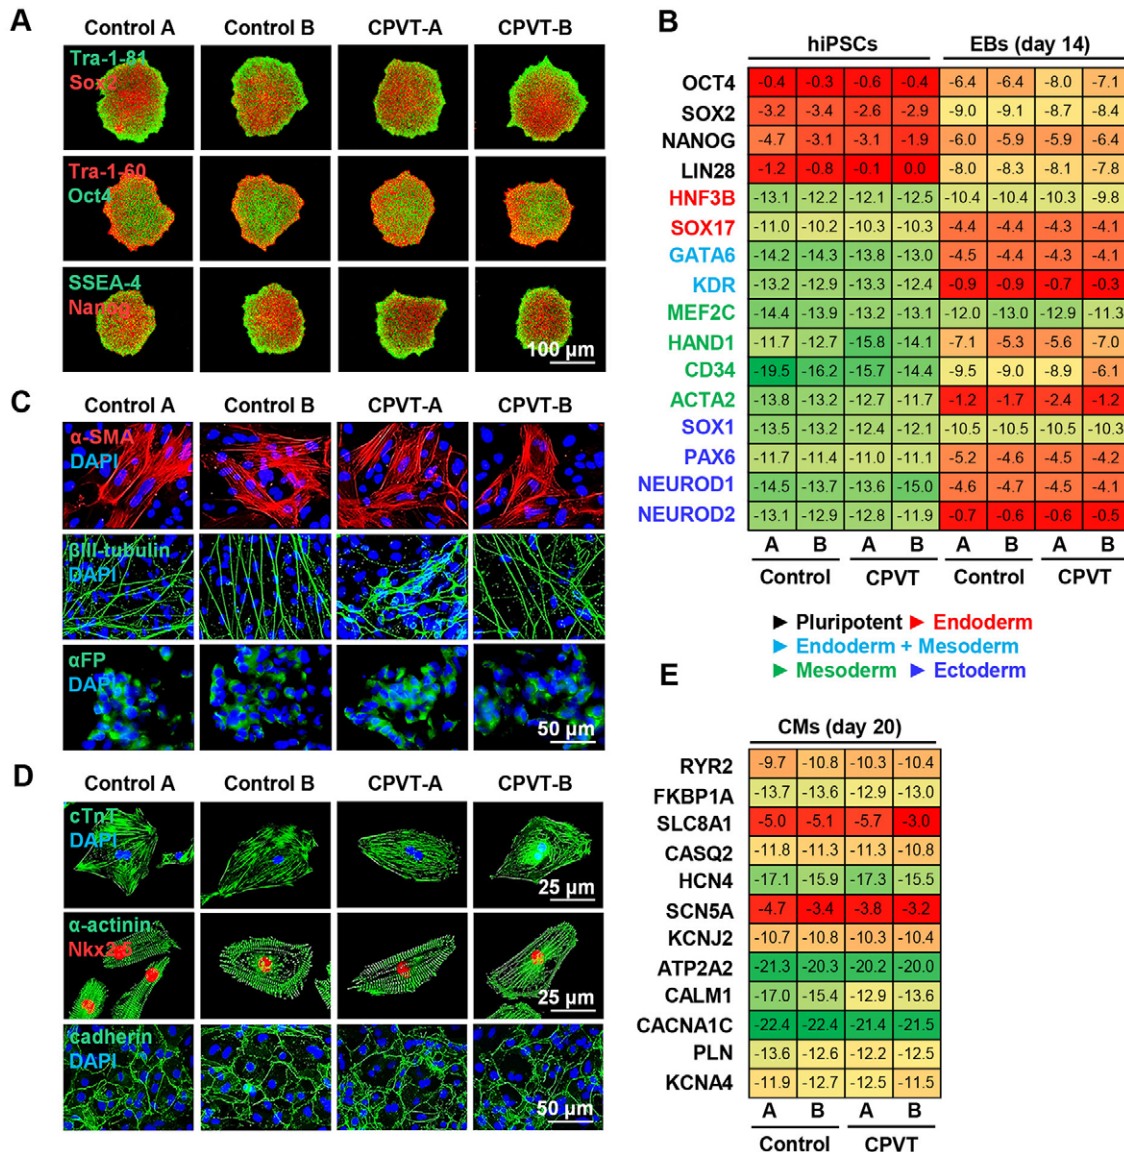 A
Control A Control B CPVT-A CPVT-B
Tra-1-81
Sox2
Tra-1-60
Oct4
SSEA-4
Nanog
100 µm
B
hiPSCs EBs (day 14)
OCT4 -0.4 -0.3 -0.6 -0.4 -6.4 -6.4 -8.0 -7.1
SOX2 -3.2 -3.4 -2.6 -2.9 -9.0 -9.1 -8.7 -8.4
NANOG -4.7 -3.1 -3.1 -1.9 -6.0 -5.9 -5.9 -6.4
LIN28 -1.2 -0.8 -0.1 0.0 -8.0 -8.3 -8.1 -7.8
HNF3B -13.1 -12.2 -12.1 -12.5 -10.4 -10.4 -10.3 -9.8
SOX17 -11.0 -10.2 -10.3 -10.3 -4.4 -4.4 -4.3 -4.1
GATA6 -14.2 -14.3 -13.8 -13.0 -4.5 -4.4 -4.3 -4.1
KDR -13.2 -12.9 -13.3 -12.4 -0.9 -0.9 -0.7 -0.3
MEF2C -14.4 -13.9 -13.2 -13.1 -12.0 -13.0 -12.9 -11.3
HAND1 -11.7 -12.7 -15.8 -14.1 -7.1 -5.3 -5.6 -7.0
CD34 -19.5 -16.2 -15.7 -14.4 -9.5 -9.0 -8.9 -6.1
ACTA2 -13.8 -13.2 -12.7 -11.7 -1.2 -1.7 -2.4 -1.2
SOX1 -13.5 -13.2 -12.4 -12.1 -10.5 -10.5 -10.5 -10.3
PAX6 -11.7 -11.4 -11.0 -11.1 -5.2 -4.6 -4.5 -4.2
NEUROD1 -14.5 -13.7 -13.6 -15.0 -4.6 -4.7 -4.5 -4.1
NEUROD2 -13.1 -12.9 -12.8 -11.9 -0.7 -0.6 -0.6 -0.5
A B A B A B A B
Control CPVT Control CPVT
► Pluripotent ► Endoderm
► Endoderm + Mesoderm
► Mesoderm ► Ectoderm
C
Control A Control B CPVT-A CPVT-B
α-SMA
DAPI
βIII-tubulin
DAPI
αFP
DAPI
50 µm
D
Control A Control B CPVT-A CPVT-B
cTnT
DAPI
25 µm
α-actinin
Nkx2.5
25 µm
cadherin
DAPI
50 µm
E
CMs (day 20)
RYR2 -9.7 -10.8 -10.3 -10.4
FKBP1A -13.7 -13.6 -12.9 -13.0
SLC8A1 -5.0 -5.1 -5.7 -3.0
CASQ2 -11.8 -11.3 -11.3 -10.8
HCN4 -17.1 -15.9 -17.3 -15.5
SCN5A -4.7 -3.4 -3.8 -3.2
KCNJ2 -10.7 -10.8 -10.3 -10.4
ATP2A2 -21.3 -20.3 -20.2 -20.0
CALM1 -17.0 -15.4 -12.9 -13.6
CACNA1C -22.4 -22.4 -21.4 -21.5
PLN -13.6 -12.6 -12.2 -12.5
KCNA4 -11.9 -12.7 -12.5 -11.5
A B A B
Control CPVT